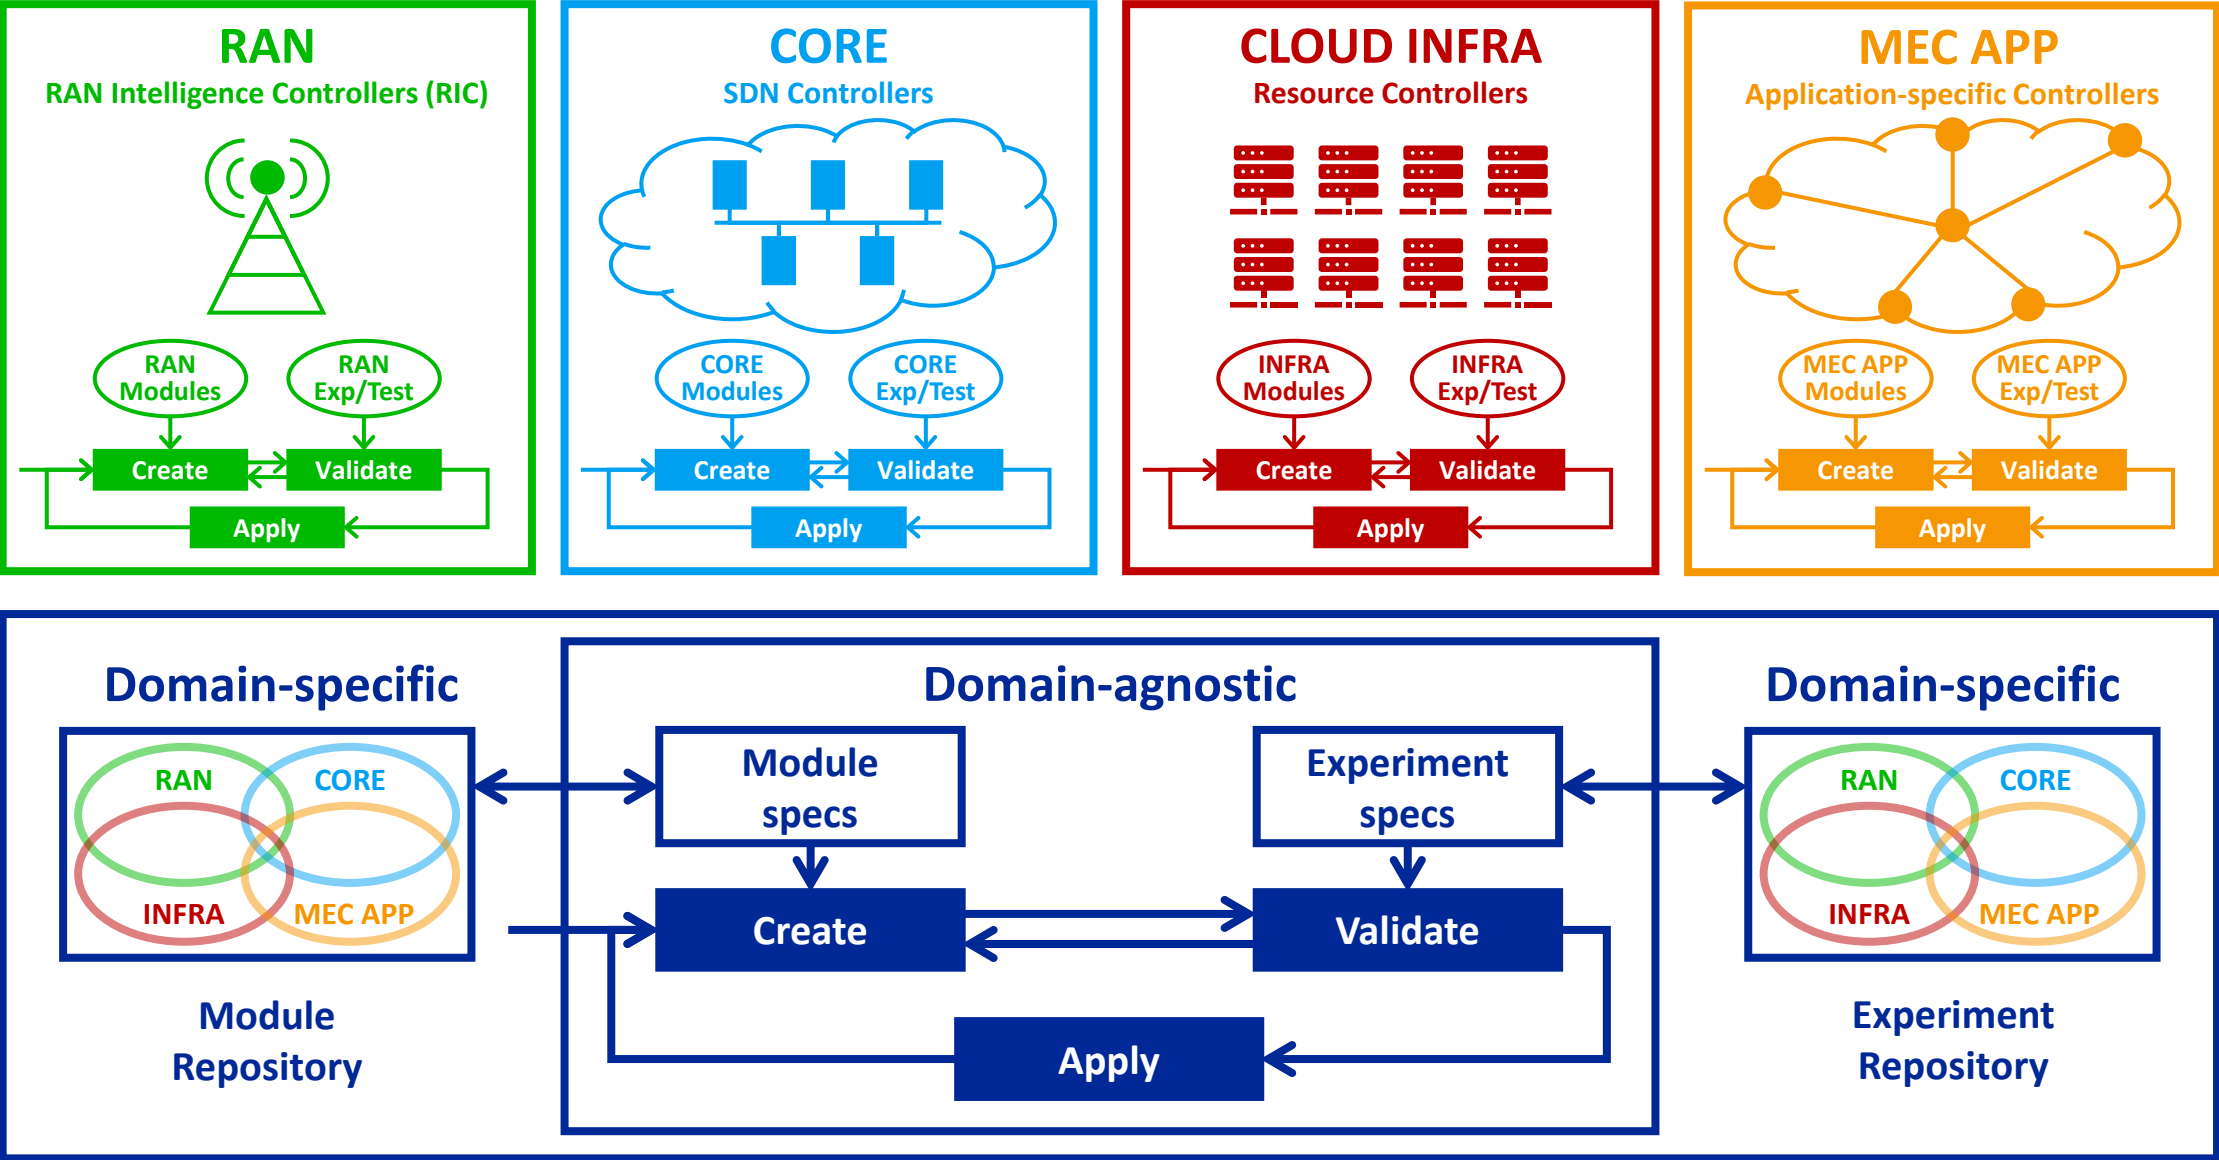 RAN
RAN Intelligence Controllers (RIC)
RAN
Modules
RAN
Exp/Test
Create
Validate
Apply
CORE
SDN Controllers
CORE
Modules
CORE
Exp/Test
Create
Validate
Apply
CLOUD INFRA
Resource Controllers
INFRA
Modules
INFRA
Exp/Test
Create
Validate
Apply
MEC APP
Application-specific Controllers
MEC APP
Modules
MEC APP
Exp/Test
Create
Validate
Apply
Domain-specific
RAN
CORE
INFRA
MEC APP
Module
Repository
Domain-agnostic
Module
specs
Experiment
specs
Create
Validate
Apply
Domain-specific
RAN
CORE
INFRA
MEC APP
Experiment
Repository